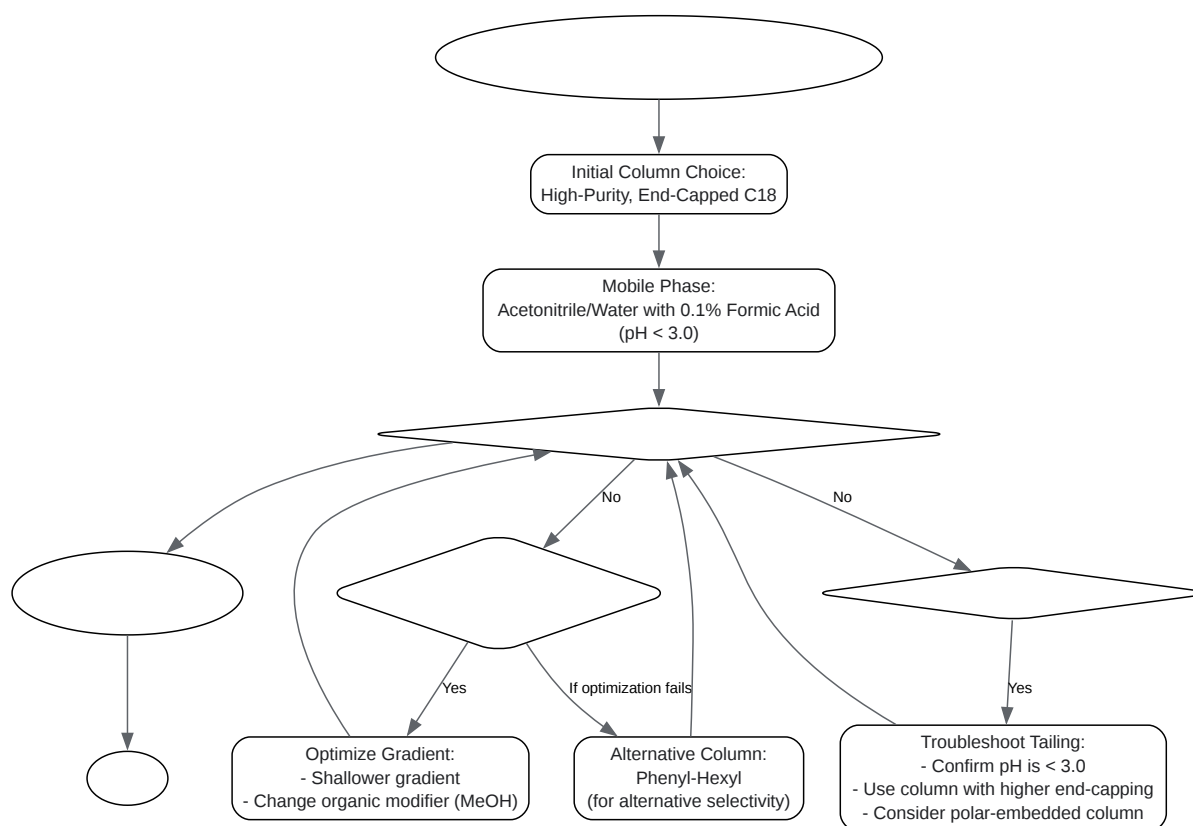 Initial Column Choice:
High-Purity, End-Capped C18
Mobile Phase:
Acetonitrile/Water with 0.1% Formic Acid
(pH < 3.0)
No
No
Yes
If optimization fails
Yes
Optimize Gradient:
- Shallower gradient
- Change organic modifier (MeOH)
Alternative Column:
Phenyl-Hexyl
(for alternative selectivity)
Troubleshoot Tailing:
- Confirm pH is < 3.0
- Use column with higher end-capping
- Consider polar-embedded column